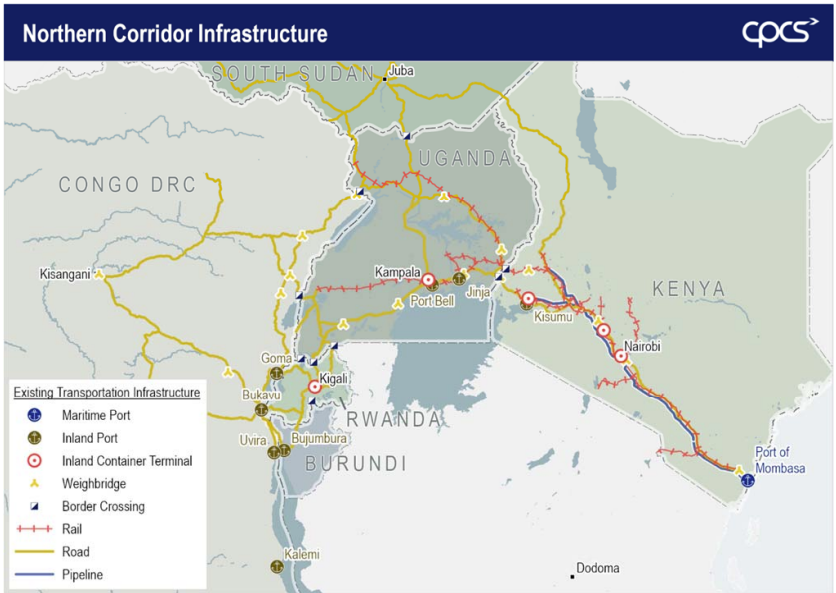 Northern Corridor Infrastructure
cpcs
SOUTH SUDAN
Juba
UGANDA
CONGO DRC
Kisangani
Kampala
Port Bell
Jinja
KENYA
Kisumu
Nairobi
Goma
Kigali
Bukavu
RWANDA
Uvira
Bujumbura
BURUNDI
Port of
Mombasa
Kalemi
Dodoma
Existing Transportation Infrastructure
Maritime Port
Inland Port
Inland Container Terminal
Weighbridge
Border Crossing
Rail
Road
Pipeline